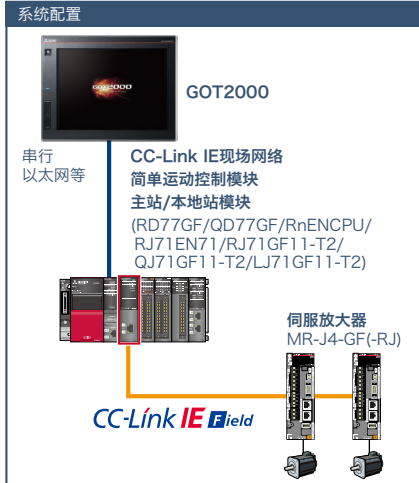 系统配置
GOT2000
GOT2000
串行
以太网等
CC-Link IE现场网络
简单运动控制模块
主站/本地站模块
(RD77GF/QD77GF/RnENCPU/
RJ71EN71/RJ71GF11-T2/
QJ71GF11-T2/LJ71GF11-T2)
伺服放大器
MR-J4-GF(-RJ)
CC-Link IE Field